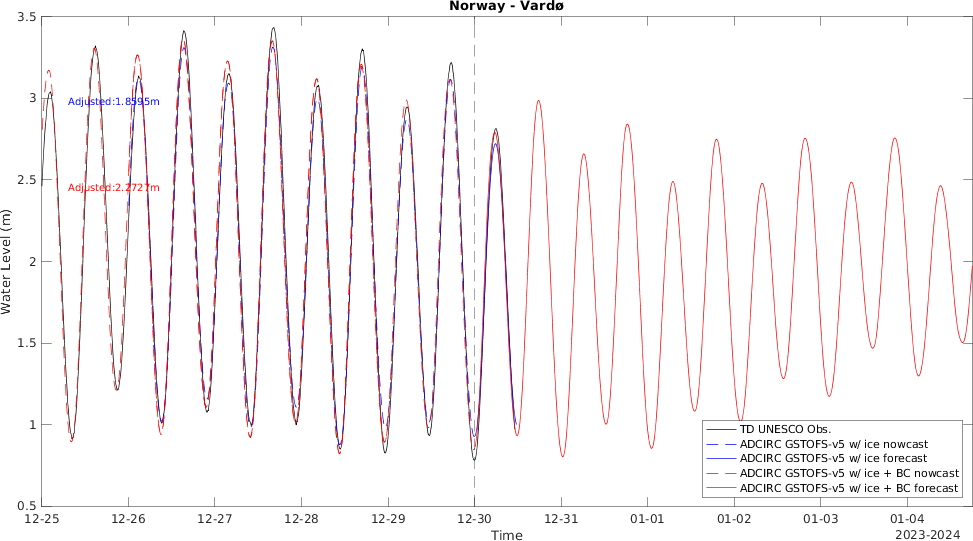 Norway - Vardø
3.5
3
2.5
2
1.5
1
0.5
Water Level (m)
Adjusted:1.8595m
Adjusted:2.2727m
TD UNESCO Obs.
ADCIRC GSTOFS-v5 w/ ice nowcast
ADCIRC GSTOFS-v5 w/ ice forecast
ADCIRC GSTOFS-v5 w/ ice + BC nowcast
ADCIRC GSTOFS-v5 w/ ice + BC forecast
12-25 12-26 12-27 12-28 12-29 12-30 12-31 01-01 01-02 01-03 01-04
Time
2023-2024